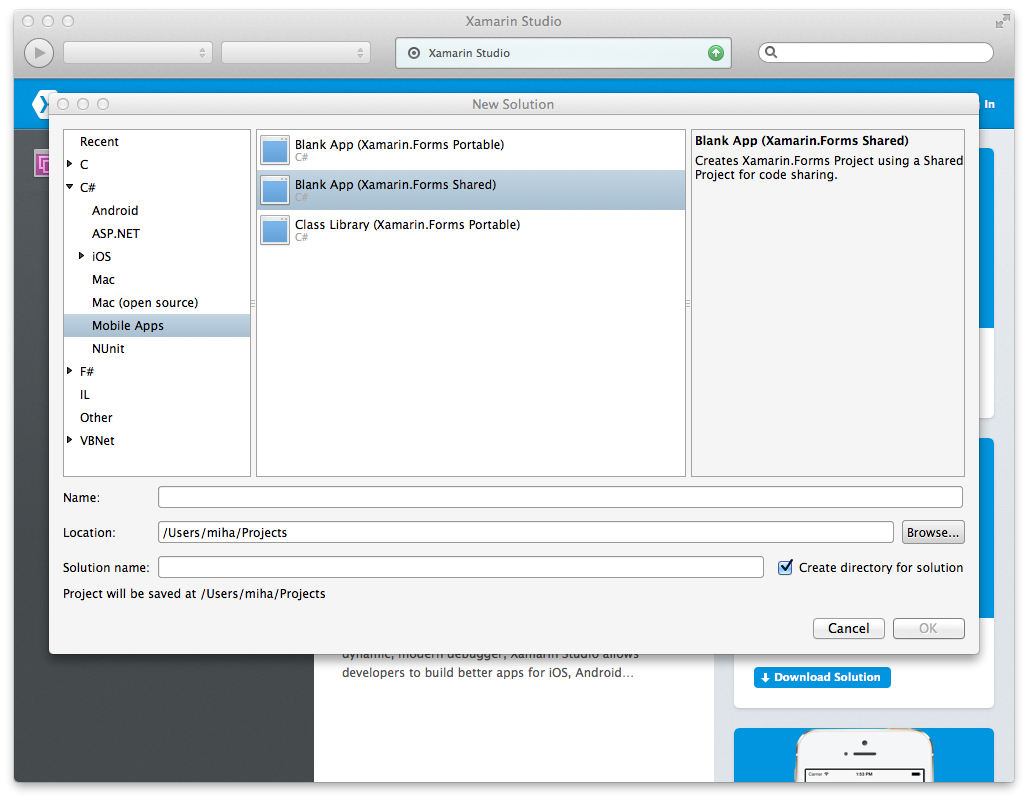 Xamarin Studio
Xamarin Studio
In
New Solution
Recent
C
C#
Android
ASP.NET
iOS
Mac
Mac (open source)
Mobile Apps
NUnit
F#
IL
Other
VBNet
Blank App (Xamarin.Forms Portable)
C#
Blank App (Xamarin.Forms Shared)
C#
Class Library (Xamarin.Forms Portable)
C#
Blank App (Xamarin.Forms Shared)
Creates Xamarin.Forms Project using a Shared
Project for code sharing.
Name:
Location: /Users/miha/Projects Browse...
Solution name: Create directory for solution
Project will be saved at /Users/miha/Projects
Cancel OK
dynamic, modern debugger, Xamarin Studio allows
developers to build better apps for iOS, Android...
Download Solution
Carrier 1:53 PM